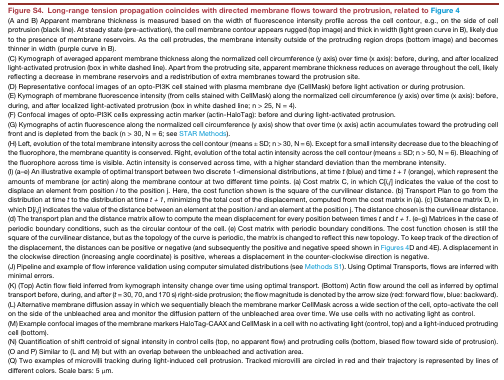 Figure S4. Long-range tension propagation coincides with directed membrane flows toward the protrusion, related to Figure 4
(A and B) Apparent membrane thickness is measured based on the width of fluorescence intensity profile across the cell contour, e.g., on the side of cell
protrusion (black line). At steady state (pre-activation), the cell membrane contour appears rugged (top image) and thick in width (light green curve in B), likely due
to the presence of membrane reservoirs. As the cell protrudes, the membrane intensity outside of the protruding region drops (bottom image) and becomes
thinner in width (purple curve in B).
(C) Kymograph of averaged apparent membrane thickness along the normalized cell circumference (y axis) over time (x axis): before, during, and after localized
light-activated protrusion (box in white dashed line). Apart from the protruding site, apparent membrane thickness reduces on average throughout the cell, likely
reflecting a decrease in membrane reservoirs and a redistribution of extra membranes toward the protrusion site.
(D) Representative confocal images of an opto-PI3K cell stained with plasma membrane dye (CellMask) before light activation or during protrusion.
(E) Kymograph of membrane fluorescence intensity (from cells stained with CellMask) along the normalized cell circumference (y axis) over time (x axis): before,
during, and after localized light-activated protrusion (box in white dashed line; n > 25, N = 4).
(F) Confocal images of opto-PI3K cells expressing actin marker (actin-HaloTag): before and during light-activated protrusion.
(G) Kymographs of actin fluorescence along the normalized cell circumference (y axis) show that over time (x axis) actin accumulates toward the protruding cell
front and is depleted from the back (n > 30, N = 6; see STAR Methods).
(H) Left, evolution of the total membrane intensity across the cell contour (means ± SD; n > 30, N = 6). Except for a small intensity decrease due to the bleaching of
the fluorophore, the membrane quantity is conserved. Right, evolution of the total actin intensity across the cell contour (means ± SD; n > 50, N = 6). Bleaching of
the fluorophore across time is visible. Actin intensity is conserved across time, with a higher standard deviation than the membrane intensity.
(I) (a–e) An illustrative example of optimal transport between two discrete 1-dimensional distributions, at time t (blue) and time t + 1 (orange), which represent the
amounts of membrane (or actin) along the membrane contour at two different time points. (a) Cost matrix C, in which C[i,j] indicates the value of the cost to
displace an element from position i to the position j. Here, the cost function shown is the square of the curvilinear distance. (b) Transport Plan to go from the
distribution at time t to the distribution at time t + 1, minimizing the total cost of the displacement, computed from the cost matrix in (a). (c) Distance matrix D, in
which D[i,j] indicates the value of the distance between an element at the position i and an element at the position j. The distance chosen is the curvilinear distance.
(d) The transport plan and the distance matrix allow to compute the mean displacement for every position between times t and t + 1. (e–g) Matrices in the case of
periodic boundary conditions, such as the circular contour of the cell. (e) Cost matrix with periodic boundary conditions. The cost function chosen is still the
square of the curvilinear distance, but as the topology of the curve is periodic, the matrix is changed to reflect this new topology. To keep track of the direction of
the displacement, the distances can be positive or negative (and subsequently the positive and negative speed shown in Figures 4D and 4E). A displacement in
the clockwise direction (increasing angle coordinate) is positive, whereas a displacement in the counter-clockwise direction is negative.
(J) Pipeline and example of flow inference validation using computer simulated distributions (see Methods S1). Using Optimal Transports, flows are inferred with
minimal errors.
(K) (Top) Actin flow field inferred from kymograph intensity change over time using optimal transport. (Bottom) Actin flow around the cell as inferred by optimal
transport before, during, and after (t = 30, 70, and 170 s) right-side protrusion; the flow magnitude is denoted by the arrow size (red: forward flow, blue: backward).
(L) Alternative membrane diffusion assay in which we sequentially bleach the membrane marker CellMask across a wide section of the cell, opto-activate the cell
on the side of the unbleached area and monitor the diffusion pattern of the unbleached area over time. We use cells with no activating light as control.
(M) Example confocal images of the membrane markers HaloTag-CAAX and CellMask in a cell with no activating light (control, top) and a light-induced protruding
cell (bottom).
(N) Quantification of shift centroid of signal intensity in control cells (top, no apparent flow) and protruding cells (bottom, biased flow toward side of protrusion).
(O and P) Similar to (L and M) but with an overlap between the unbleached and activation area.
(Q) Two examples of microvilli tracking during light-induced cell protrusion. Tracked microvilli are circled in red and their trajectory is represented by lines of
different colors. Scale bars: 5 μm.